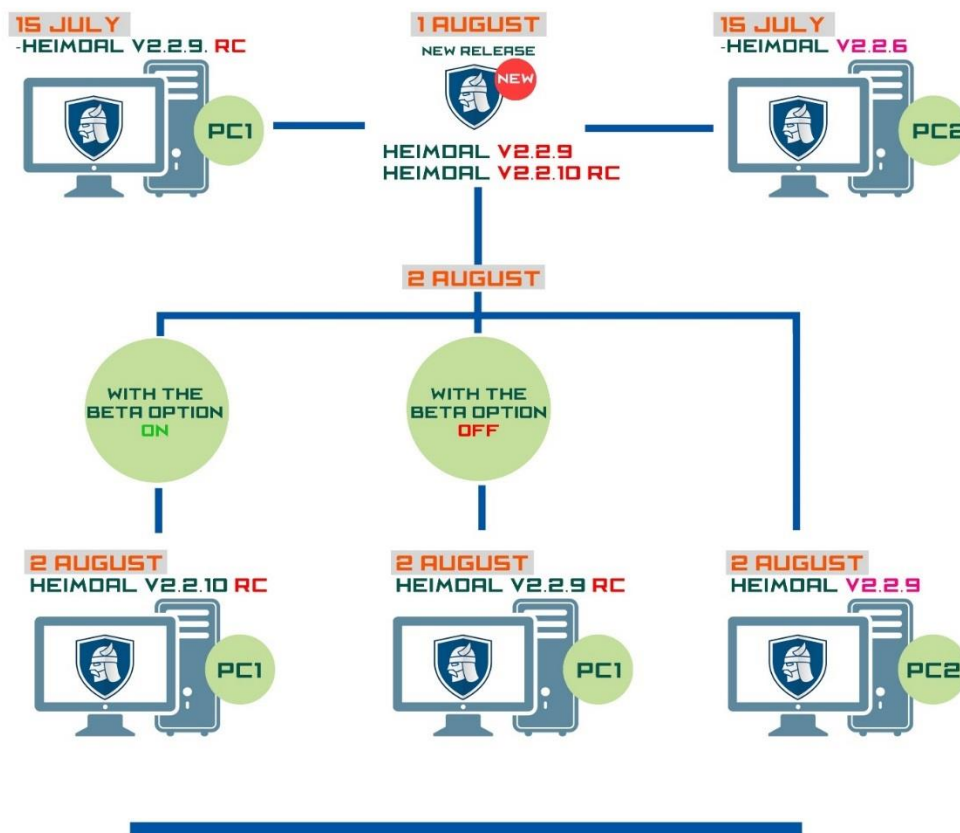 15 JULY
-HEIMDAL V2.2.9. RC
PC1
1 AUGUST
NEW RELEASE
NEW
HEIMDAL V2.2.9
HEIMDAL V2.2.10 RC
15 JULY
-HEIMDAL V2.2.6
PC2
2 AUGUST
WITH THE
BETA OPTION
ON
WITH THE
BETA OPTION
OFF
2 AUGUST
HEIMDAL V2.2.10 RC
PC1
2 AUGUST
HEIMDAL V2.2.9 RC
PC1
2 AUGUST
HEIMDAL V2.2.9
PC2